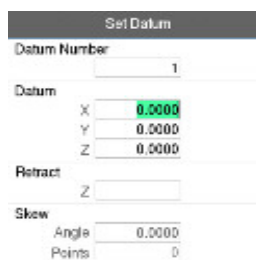 Set Datum
Datum Number
1
Datum
X 0.0000
Y 0.0000
Z 0.0000
Retract
Z
Skew
Angle 0.0000
Points 0